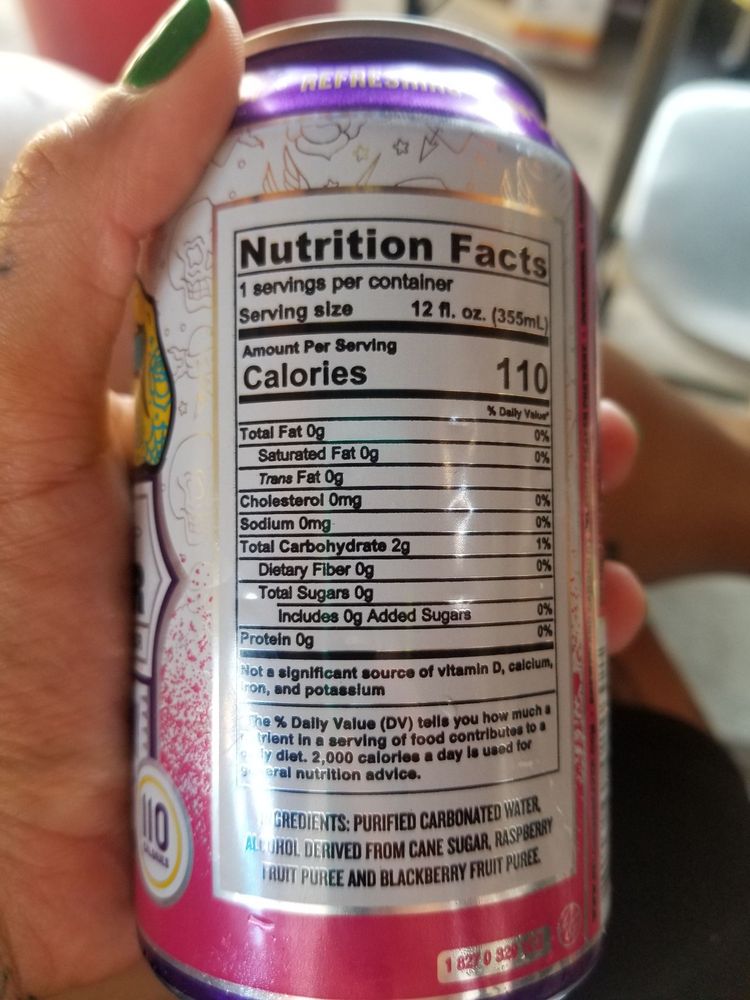 REFRESHING
Nutrition Facts
1 servings per container
Serving size 12 fl. oz. (355mL)
Amount Per Serving
Calories 110
% Daily Value*
Total Fat 0g 0%
Saturated Fat 0g 0%
Trans Fat 0g
Cholesterol 0mg 0%
Sodium 0mg 0%
Total Carbohydrate 2g 1%
Dietary Fiber 0g 0%
Total Sugars 0g
Includes 0g Added Sugars 0%
Protein 0g 0%
Not a significant source of vitamin D, calcium,
iron, and potassium
The % Daily Value (DV) tells you how much a
nutrient in a serving of food contributes to a
daily diet. 2,000 calories a day is used for
general nutrition advice.
INGREDIENTS: PURIFIED CARBONATED WATER,
ALCOHOL DERIVED FROM CANE SUGAR, RASPBERRY
FRUIT PUREE AND BLACKBERRY FRUIT PUREE.
110
CALORIES